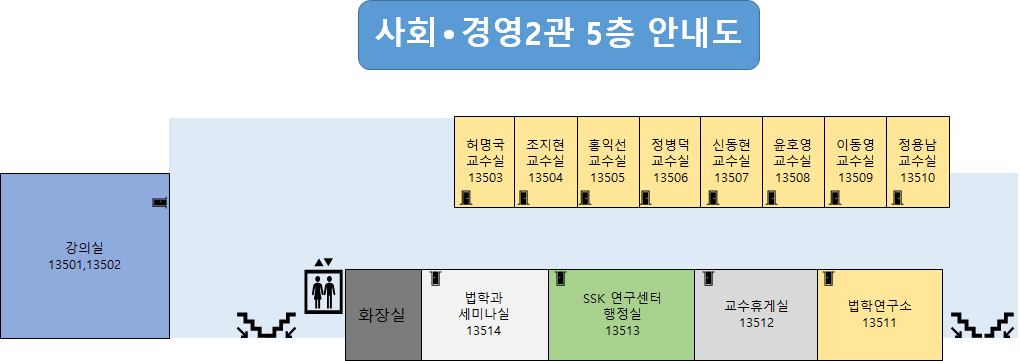 사회•경영2관 5층 안내도
허명국
교수실
13503
조지현
교수실
13504
홍익선
교수실
13505
정병덕
교수실
13506
신동현
교수실
13507
윤호영
교수실
13508
이동영
교수실
13509
정용남
교수실
13510
강의실
13501,13502
화장실
법학과
세미나실
13514
SSK 연구센터
행정실
13513
교수휴게실
13512
법학연구소
13511